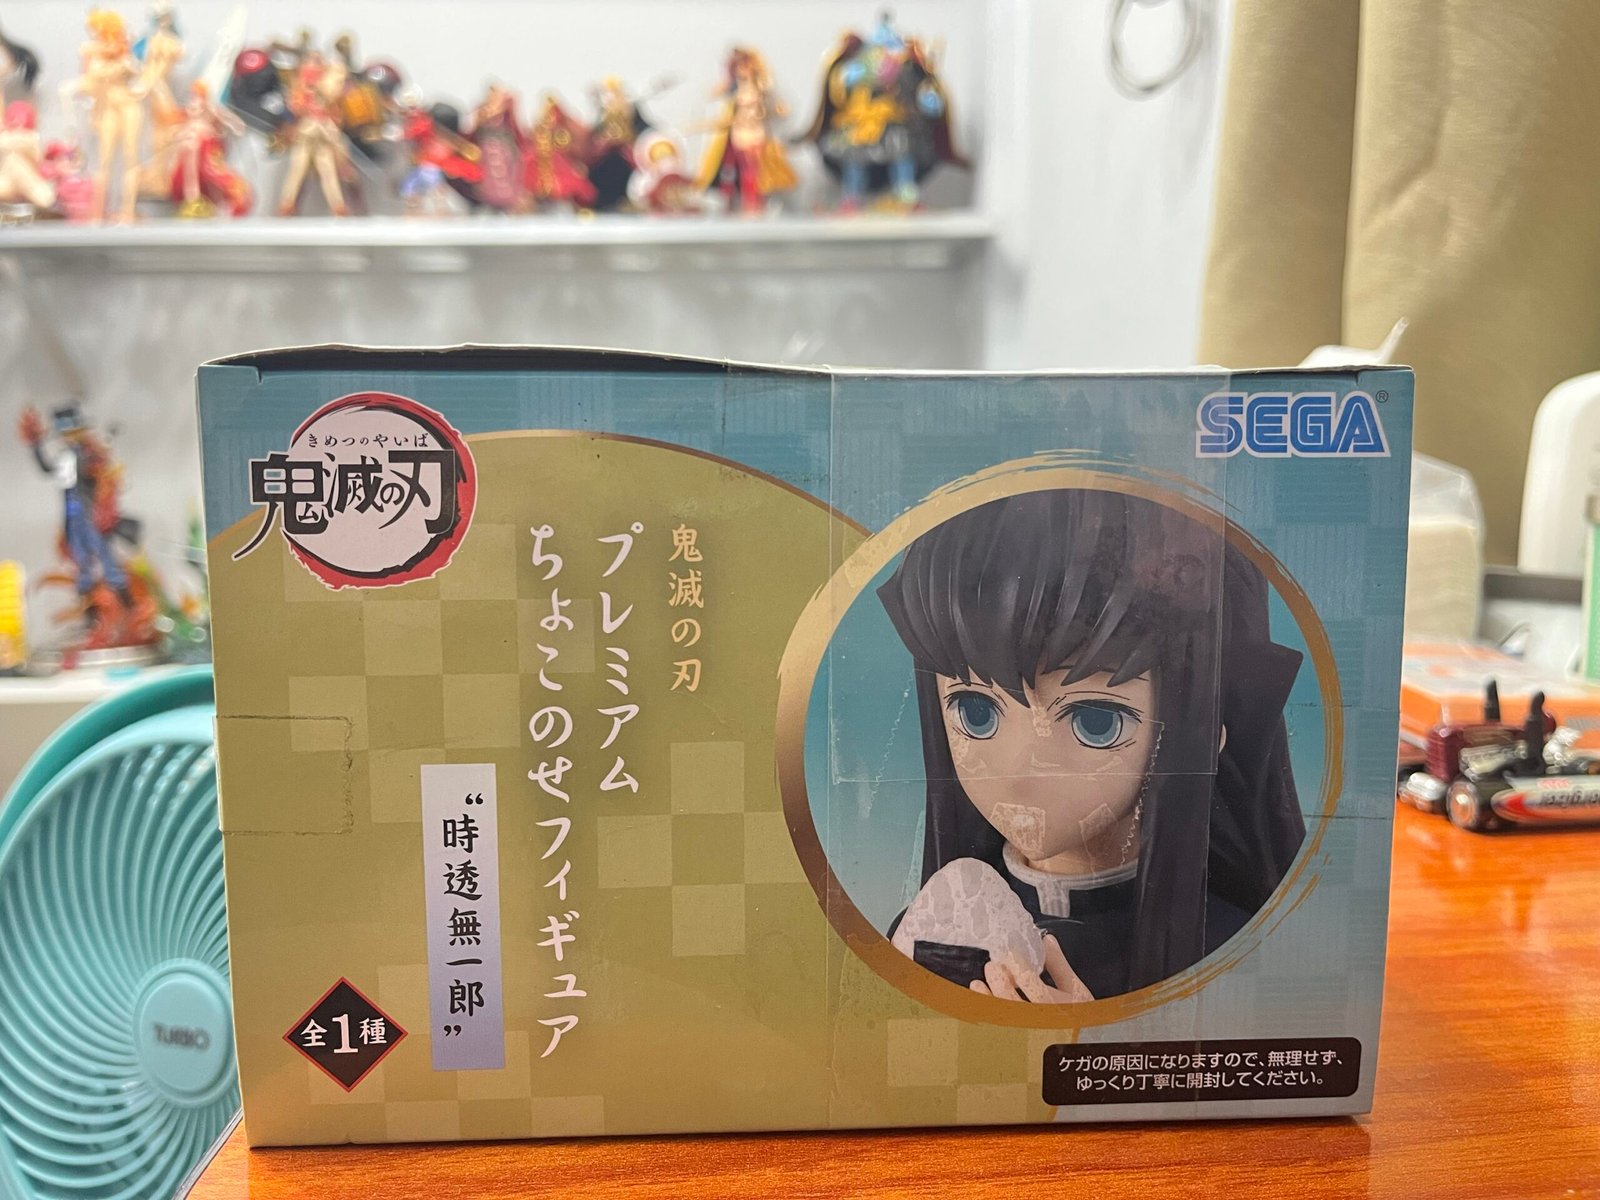 きめつのやいば
鬼滅の刃
SEGA®
鬼滅の刃
プレミアム
ちょこのせフィギュア
“時透無一郎”
全1種
ケガの原因になりますので、無理せず、
ゆっくり丁寧に開封してください。
TURBO